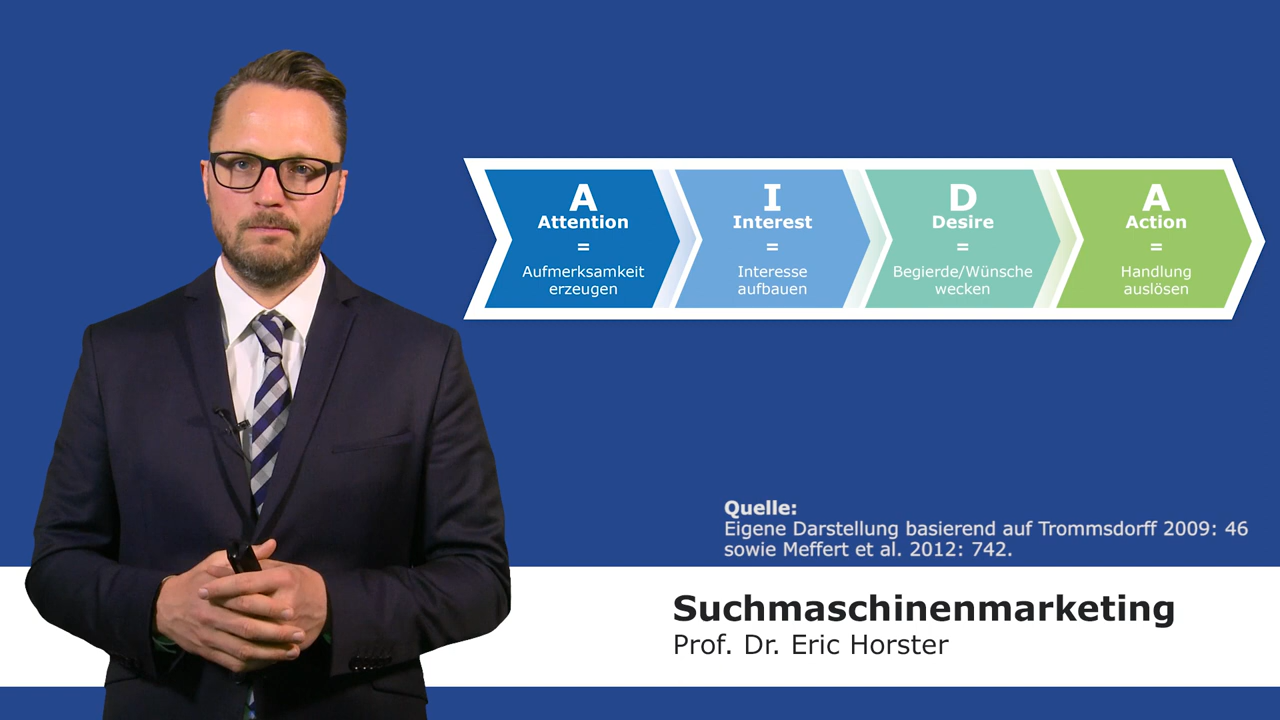 A
Attention
=
Aufmerksamkeit
erzeugen
I
Interest
=
Interesse
aufbauen
D
Desire
=
Begierde/Wünsche
wecken
A
Action
=
Handlung
auslösen
Quelle:
Eigene Darstellung basierend auf Trommsdorff 2009: 46
sowie Meffert et al. 2012: 742.
Suchmaschinenmarketing
Prof. Dr. Eric Horster